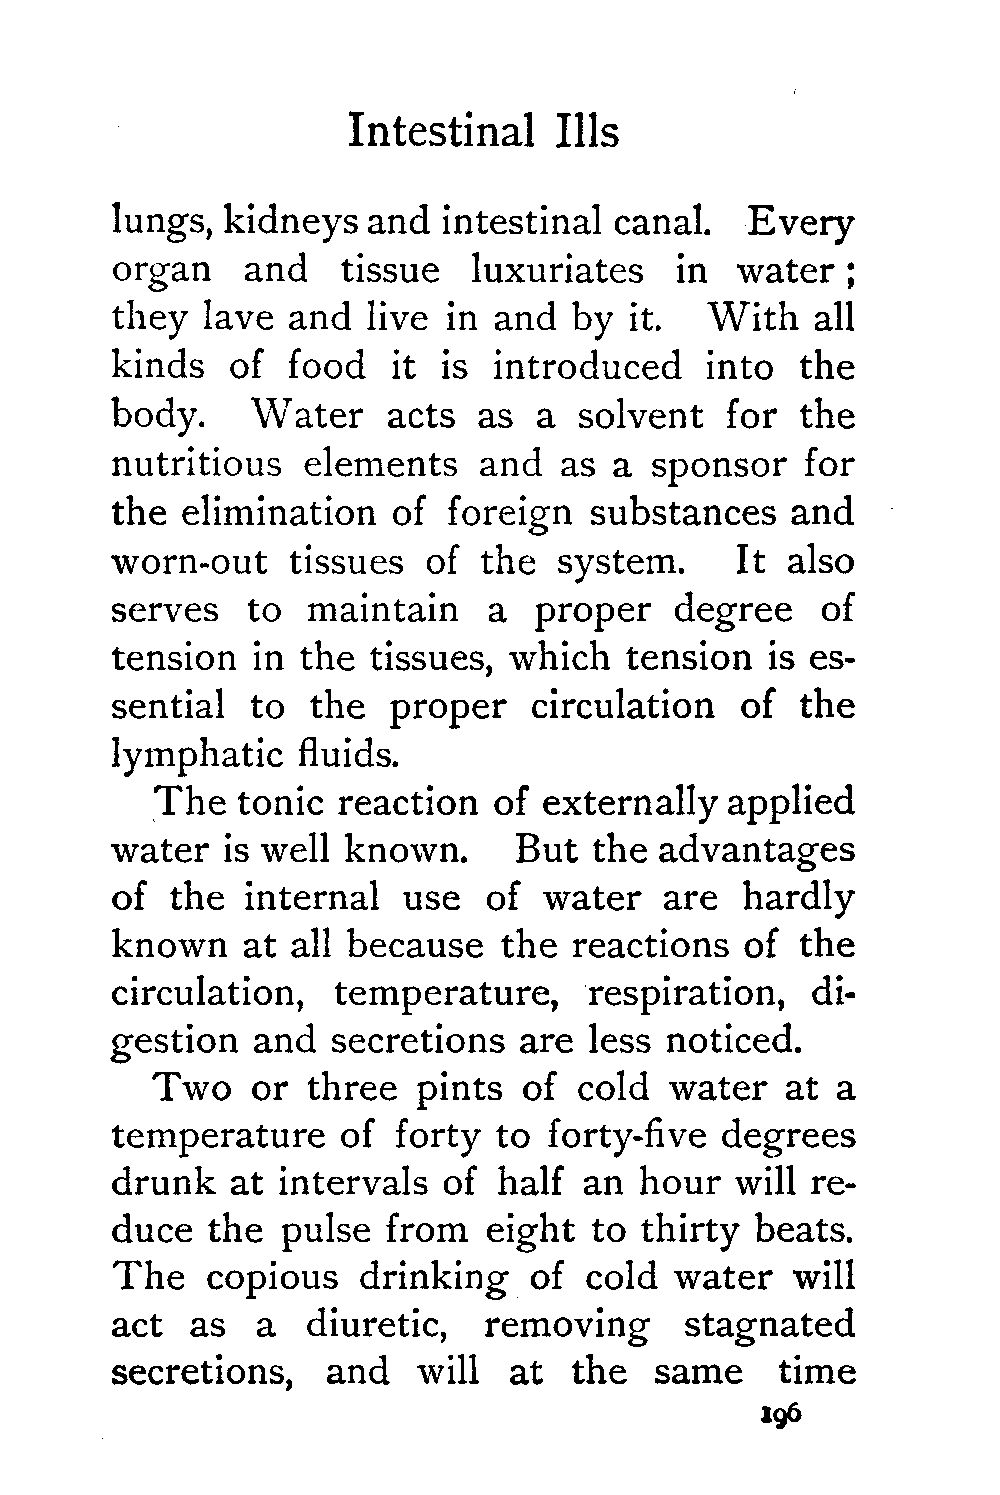 Intestinal Ills
lungs, kidneys and intestinal canal. Every
organ and tissue luxuriates in water ;
they lave and live in and by it. With all
kinds of food it is introduced into the
body. Water acts as a solvent for the
nutritious elements and as a sponsor for
the elimination of foreign substances and
worn-out tissues of the system. It also
serves to maintain a proper degree of
tension in the tissues, which tension is es-
sential to the proper circulation of the
lymphatic fluids.
The tonic reaction of externally applied
water is well known. But the advantages
of the internal use of water are hardly
known at all because the reactions of the
circulation, temperature, respiration, di-
gestion and secretions are less noticed.
Two or three pints of cold water at a
temperature of forty to forty-five degrees
drunk at intervals of half an hour will re-
duce the pulse from eight to thirty beats.
The copious drinking of cold water will
act as a diuretic, removing stagnated
secretions, and will at the same time
196